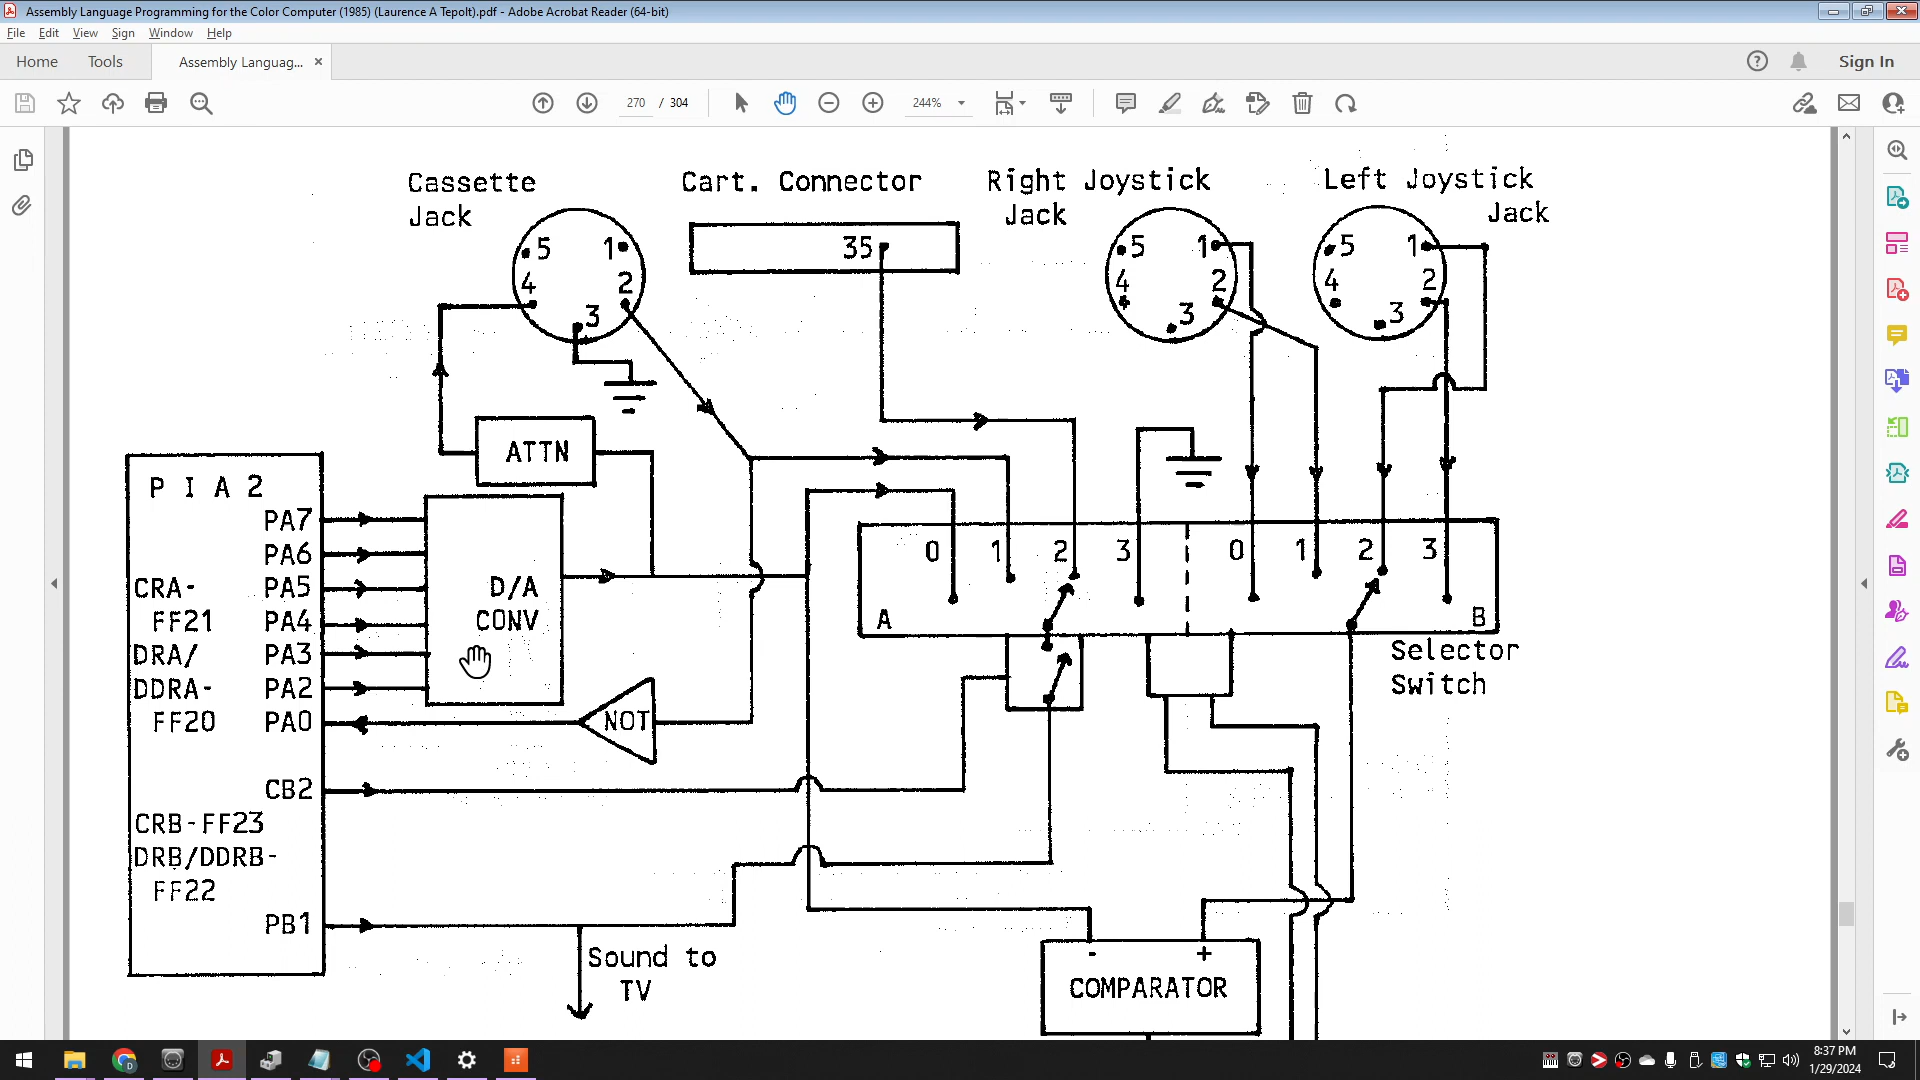 Assembly Language Programming for the Color Computer (1985) (Laurence A Tepolt).pdf - Adobe Acrobat Reader (64-bit)
File Edit View Sign Window Help
Home Tools Assembly Languag... × Sign In
270 / 304 244%
Cassette
Jack
Cart. Connector
Right Joystick
Jack
Left Joystick
Jack
5 1
4 2
3
35
5 1
4 2
3
5 1
4 2
3
ATTN
P I A 2
PA7
PA6
CRA- PA5
FF21 PA4
DRA/ PA3
DDRA- PA2
FF20 PA0
D/A
CONV
NOT
0 1 2 3 0 1 2 3
A B
Selector
Switch
CB2
CRB-FF23
DRB/DDRB-
FF22
PB1
Sound to
TV
- +
COMPARATOR
8:37 PM
1/29/2024